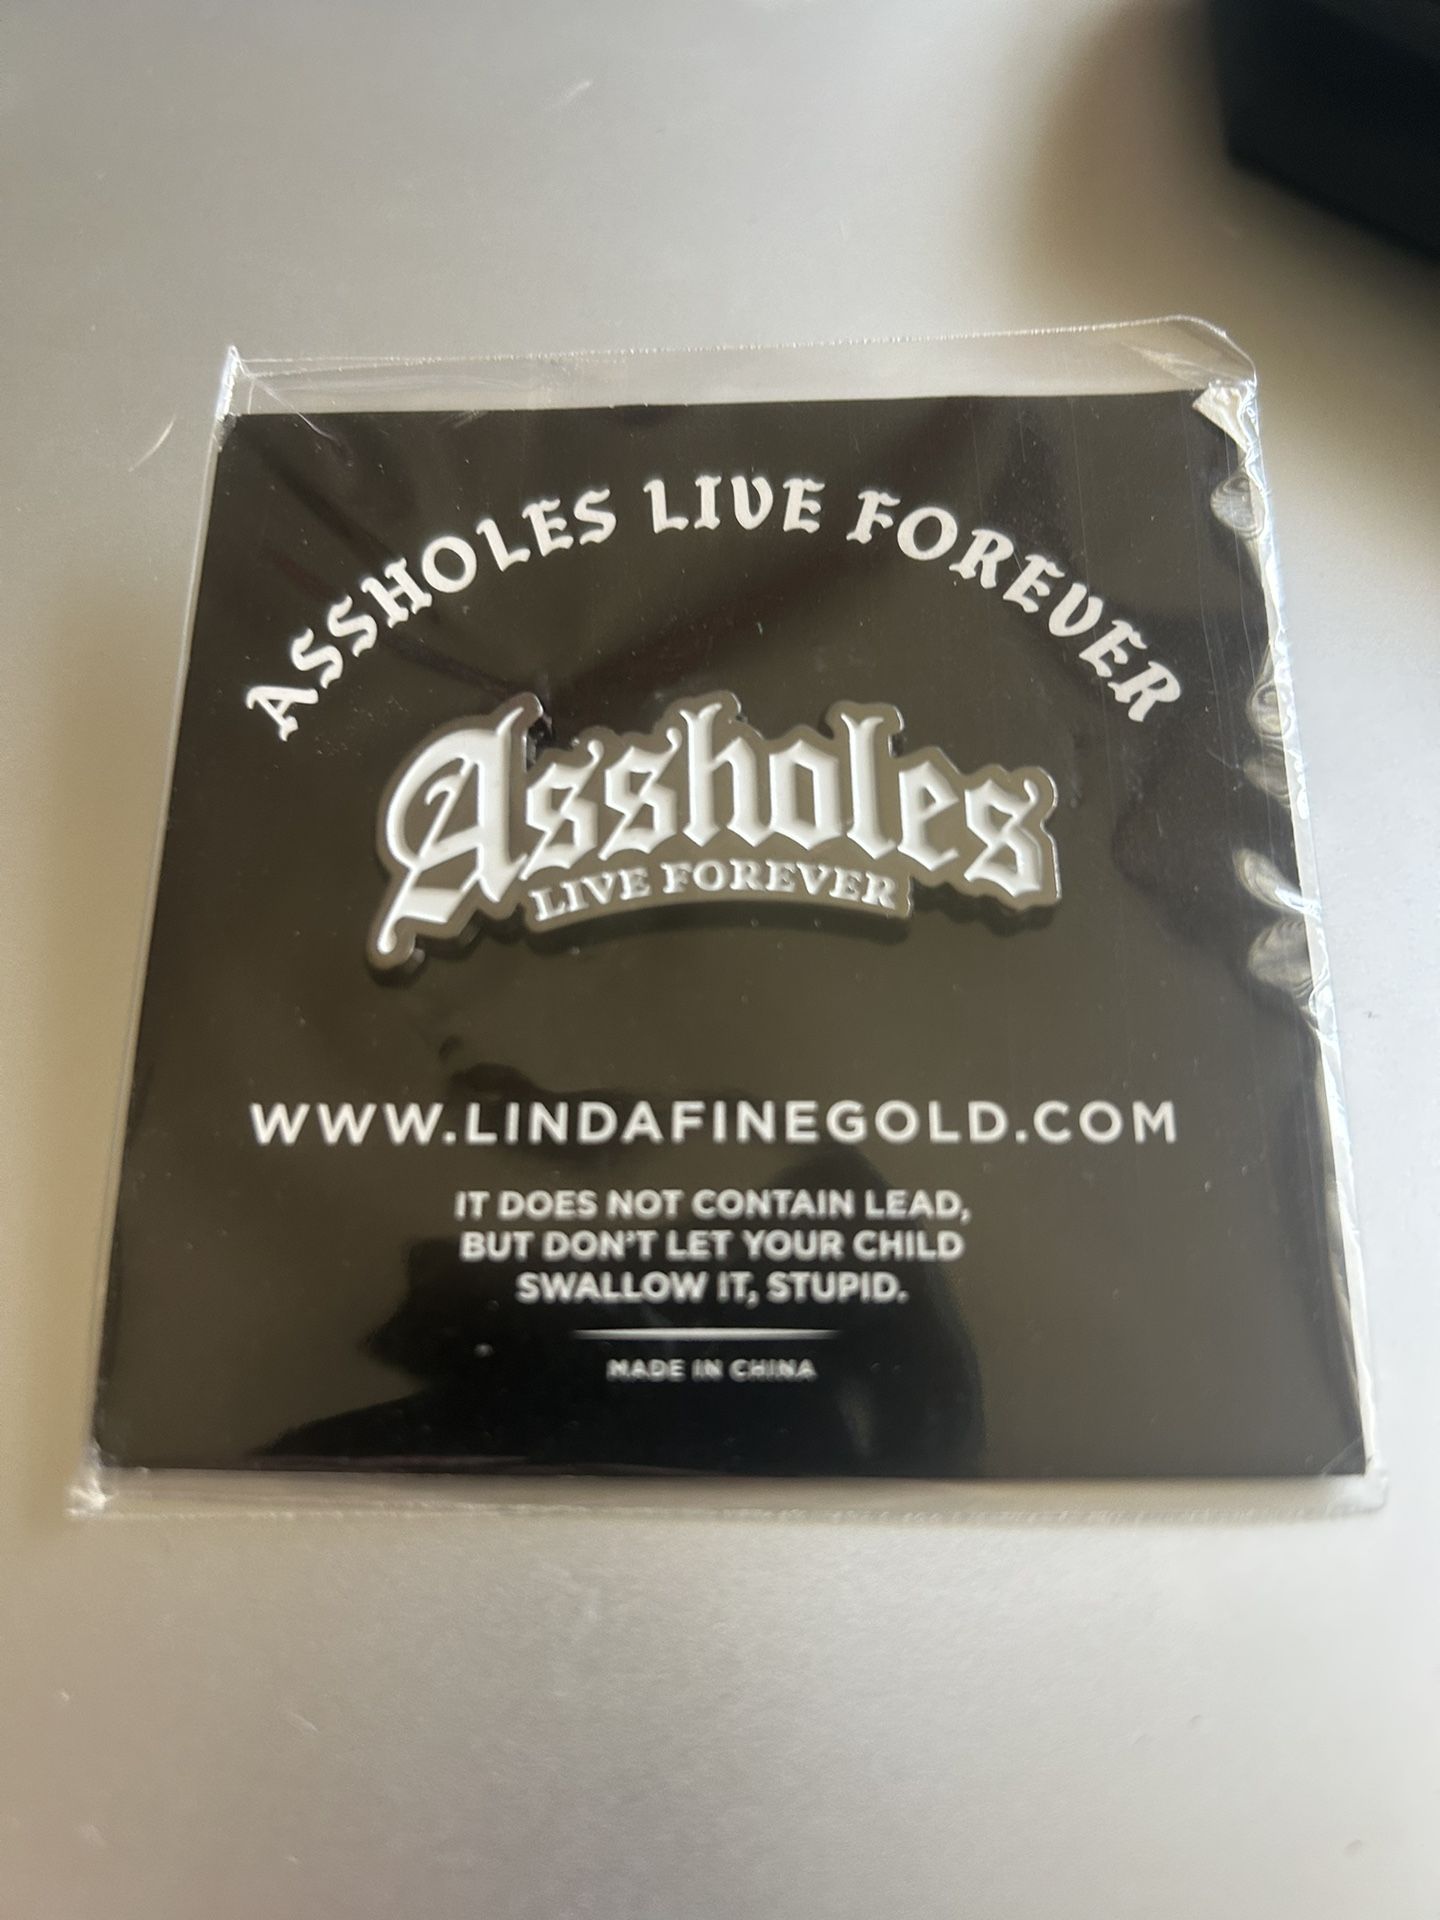 ASSHOLES LIVE FOREVER
Assholes
LIVE FOREVER
WWW.LINDAFINEGOLD.COM
IT DOES NOT CONTAIN LEAD,
BUT DON'T LET YOUR CHILD
SWALLOW IT, STUPID.
MADE IN CHINA